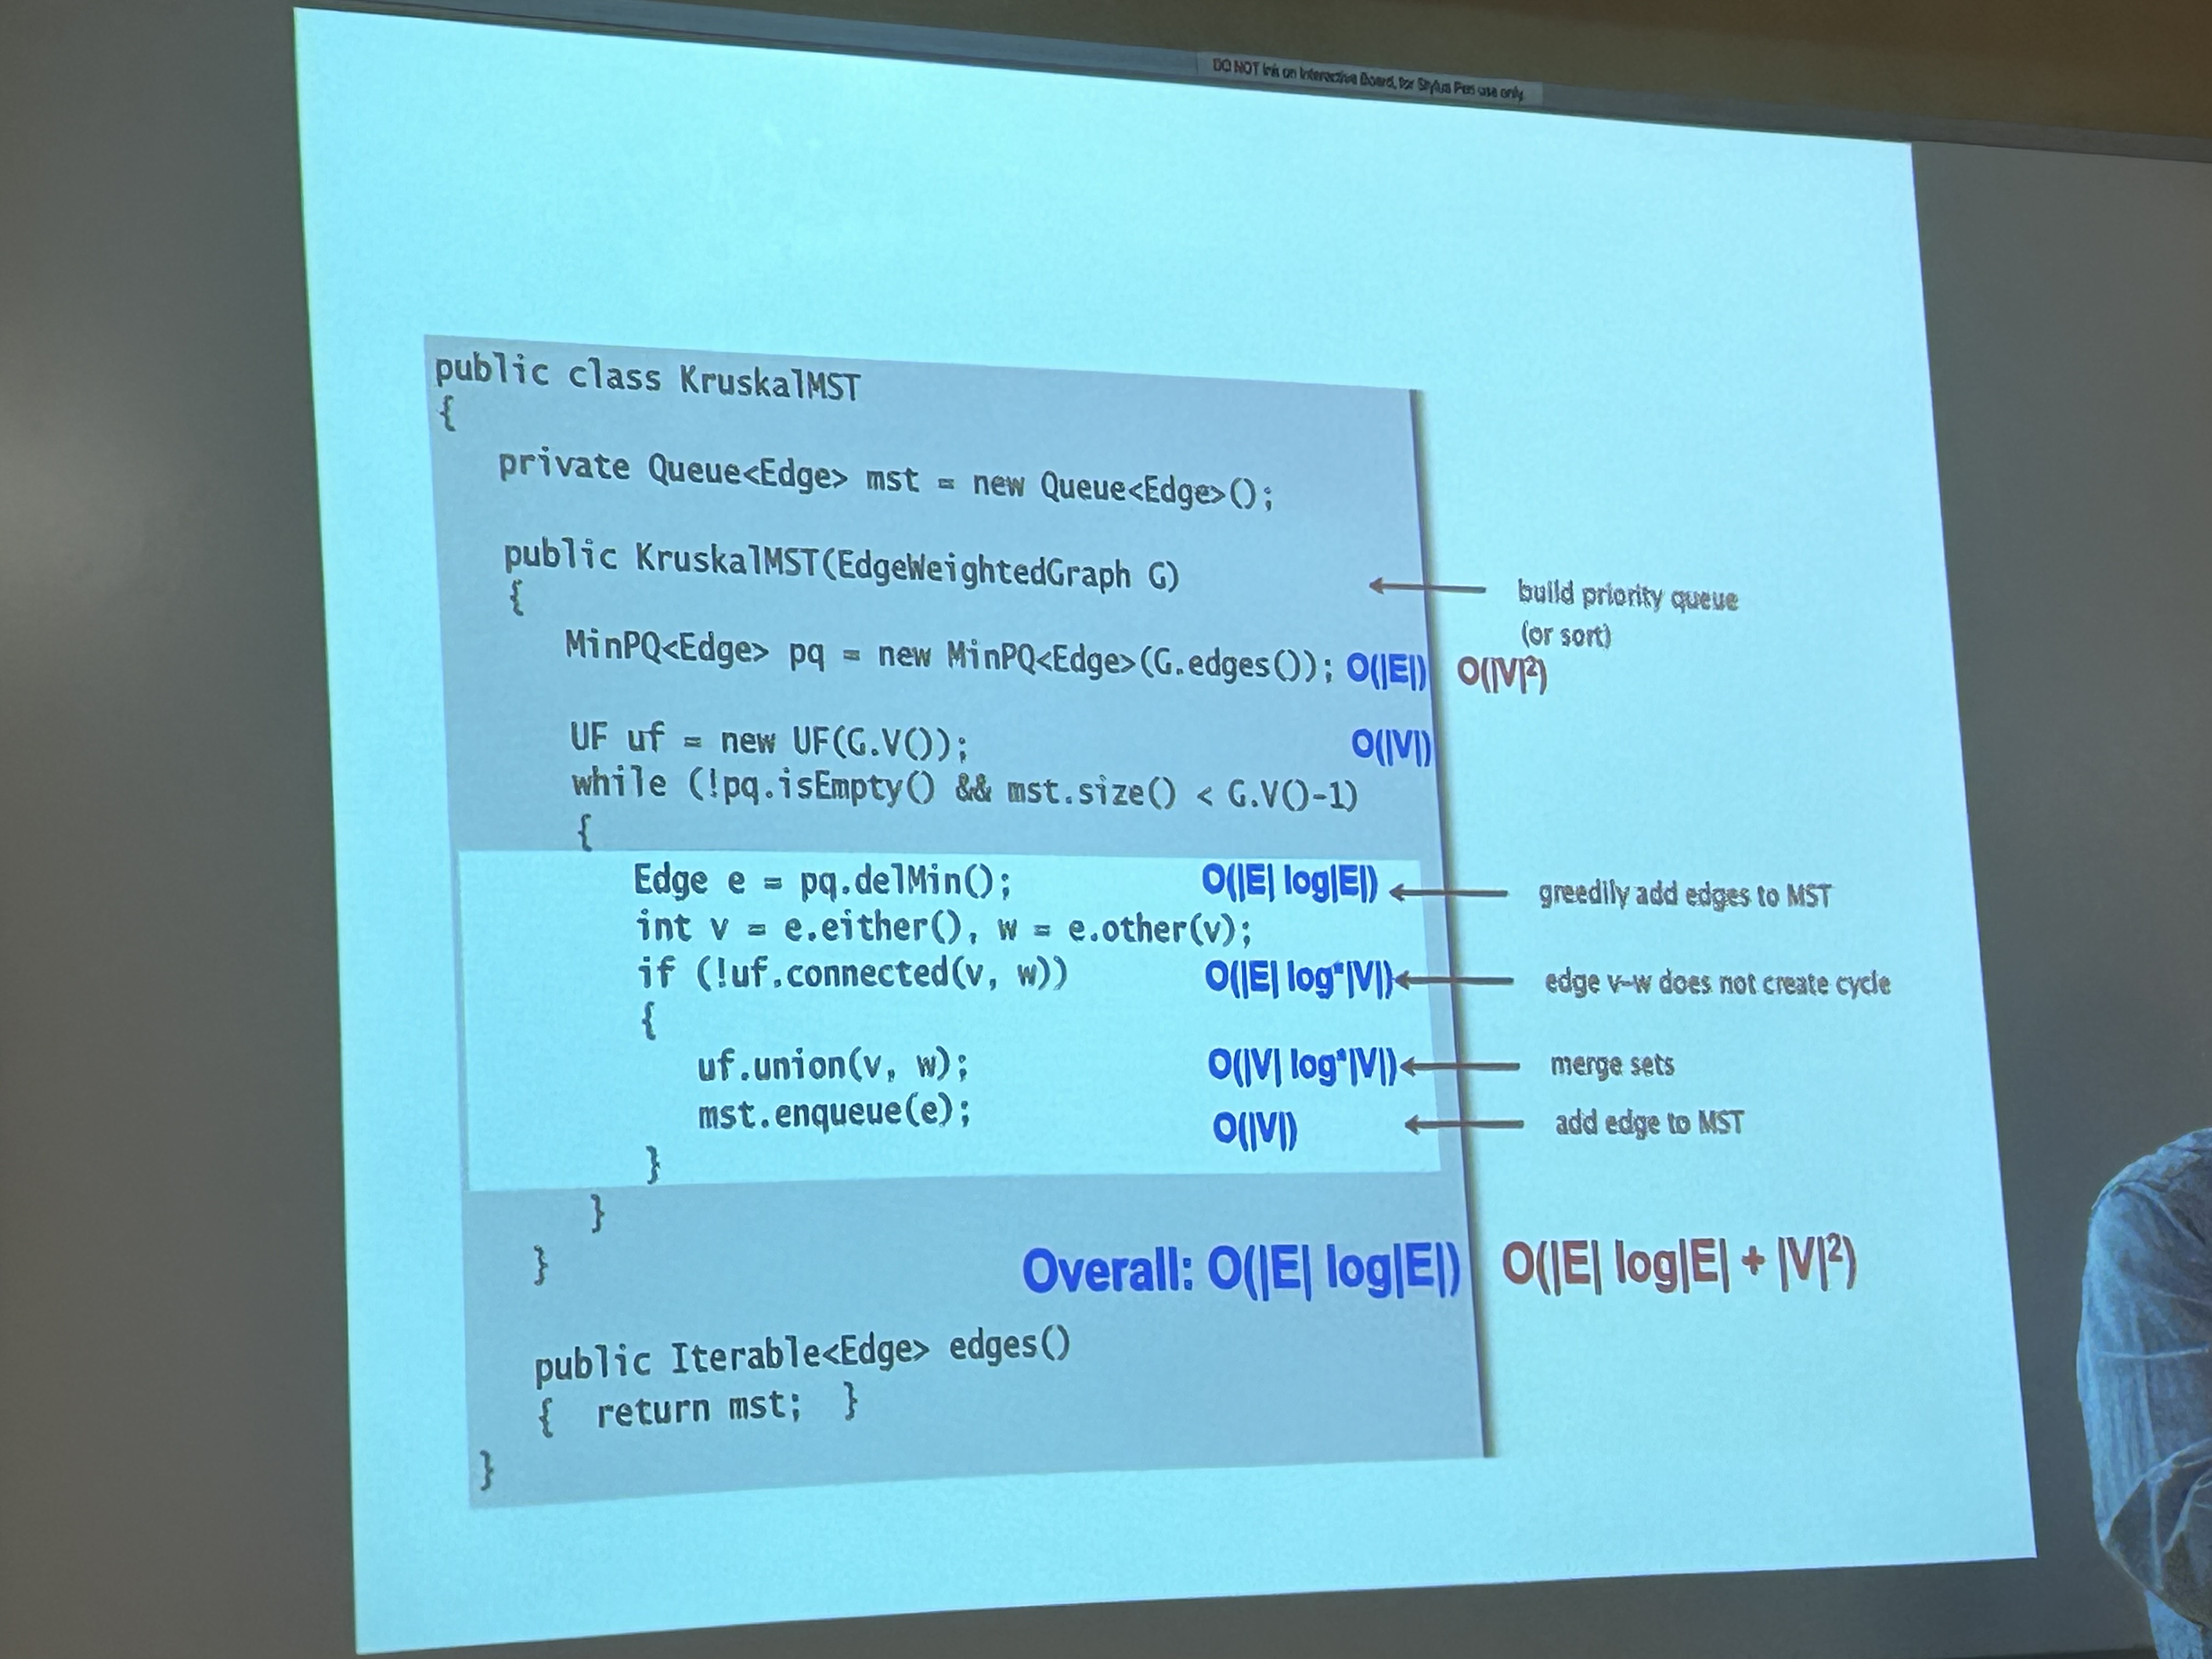 DO NOT Ink on Interactive Board, for Stylus Pen use only.
public class KruskalMST
{
private Queue<Edge> mst = new Queue<Edge>();
public KruskalMST(EdgeWeightedGraph G)
{
build priority queue
(or sort)
MinPQ<Edge> pq = new MinPQ<Edge>(G.edges()); O(|E|) O(|V|²)
UF uf = new UF(G.V()); O(|V|)
while (!pq.isEmpty() && mst.size() < G.V()-1)
{
Edge e = pq.delMin(); O(|E| log|E|) greedily add edges to MST
int v = e.either(), w = e.other(v);
if (!uf.connected(v, w)) O(|E| log*|V|) edge v–w does not create cycle
{
uf.union(v, w); O(|V| log*|V|) merge sets
mst.enqueue(e); O(|V|) add edge to MST
}
}
}
Overall: O(|E| log|E|) O(|E| log|E| + |V|²)
public Iterable<Edge> edges()
{ return mst; }
}